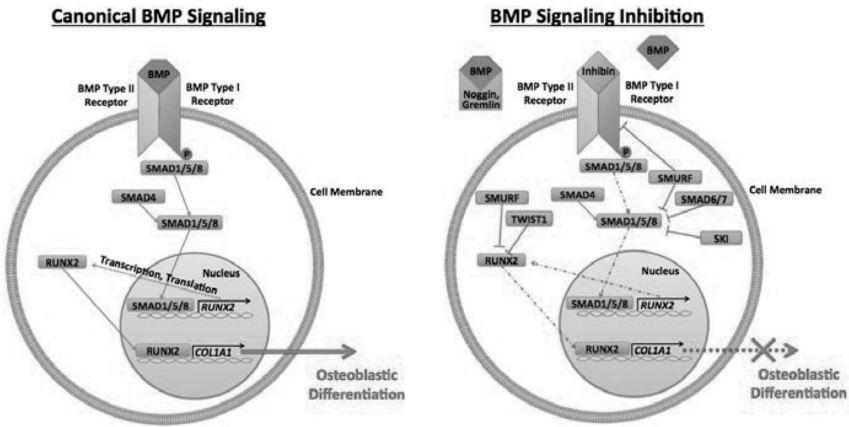 Canonical BMP Signaling
BMP
BMP Type II
Receptor
BMP Type I
Receptor
P
SMAD1/5/8
SMAD4
SMAD1/5/8
Cell Membrane
RUNX2
Transcription, Translation
Nucleus
SMAD1/5/8
RUNX2
RUNX2
COL1A1
Osteoblastic
Differentiation
BMP Signaling Inhibition
BMP
Noggin,
Gremlin
BMP
Inhibin
BMP Type II
Receptor
BMP Type I
Receptor
P
SMAD1/5/8
SMURF
Cell Membrane
SMURF
SMAD4
SMAD6/7
TWIST1
SMAD1/5/8
SKI
RUNX2
Nucleus
SMAD1/5/8
RUNX2
RUNX2
COL1A1
Osteoblastic
Differentiation